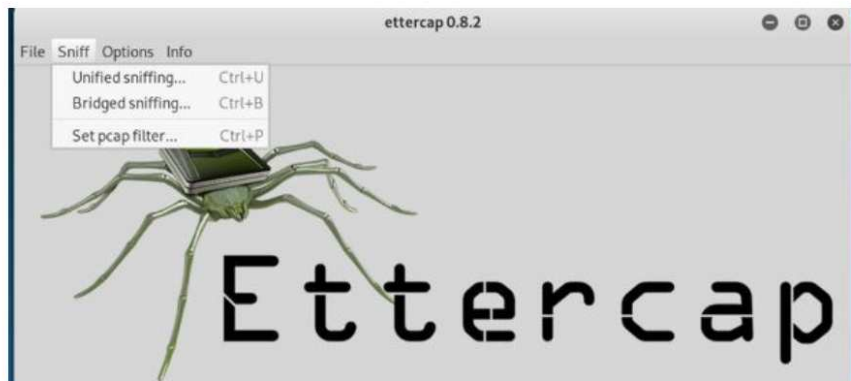 ettercap 0.8.2
File Sniff Options Info
Unified sniffing... Ctrl+U
Bridged sniffing... Ctrl+B
Set pcap filter... Ctrl+P
Ettercap